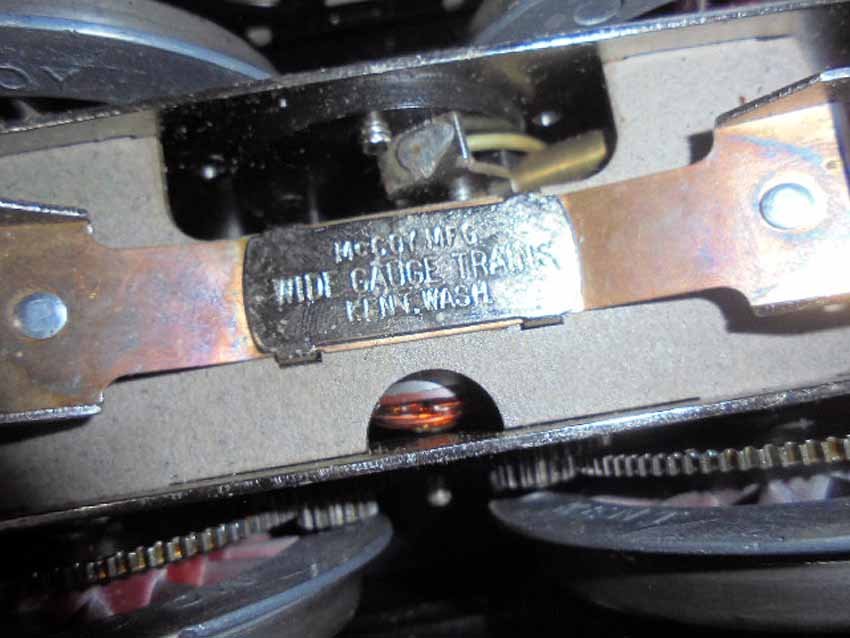 McCOY MFG
WIDE GAUGE TRAINS
KENT, WASH.